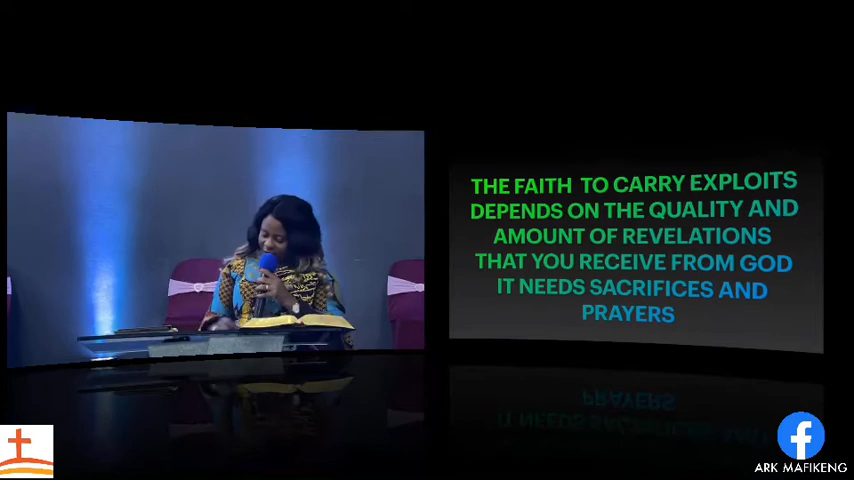 THE FAITH TO CARRY EXPLOITS
DEPENDS ON THE QUALITY AND
AMOUNT OF REVELATIONS
THAT YOU RECEIVE FROM GOD
IT NEEDS SACRIFICES AND
PRAYERS
ARK MAFIKENG